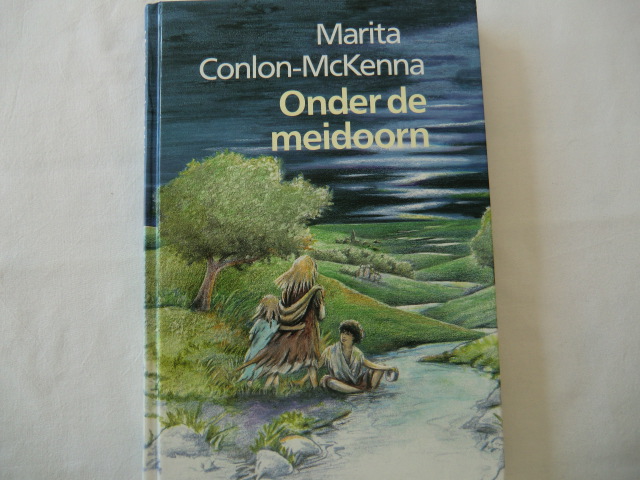 Marita
Conlon-McKenna
Onder de
meidoorn